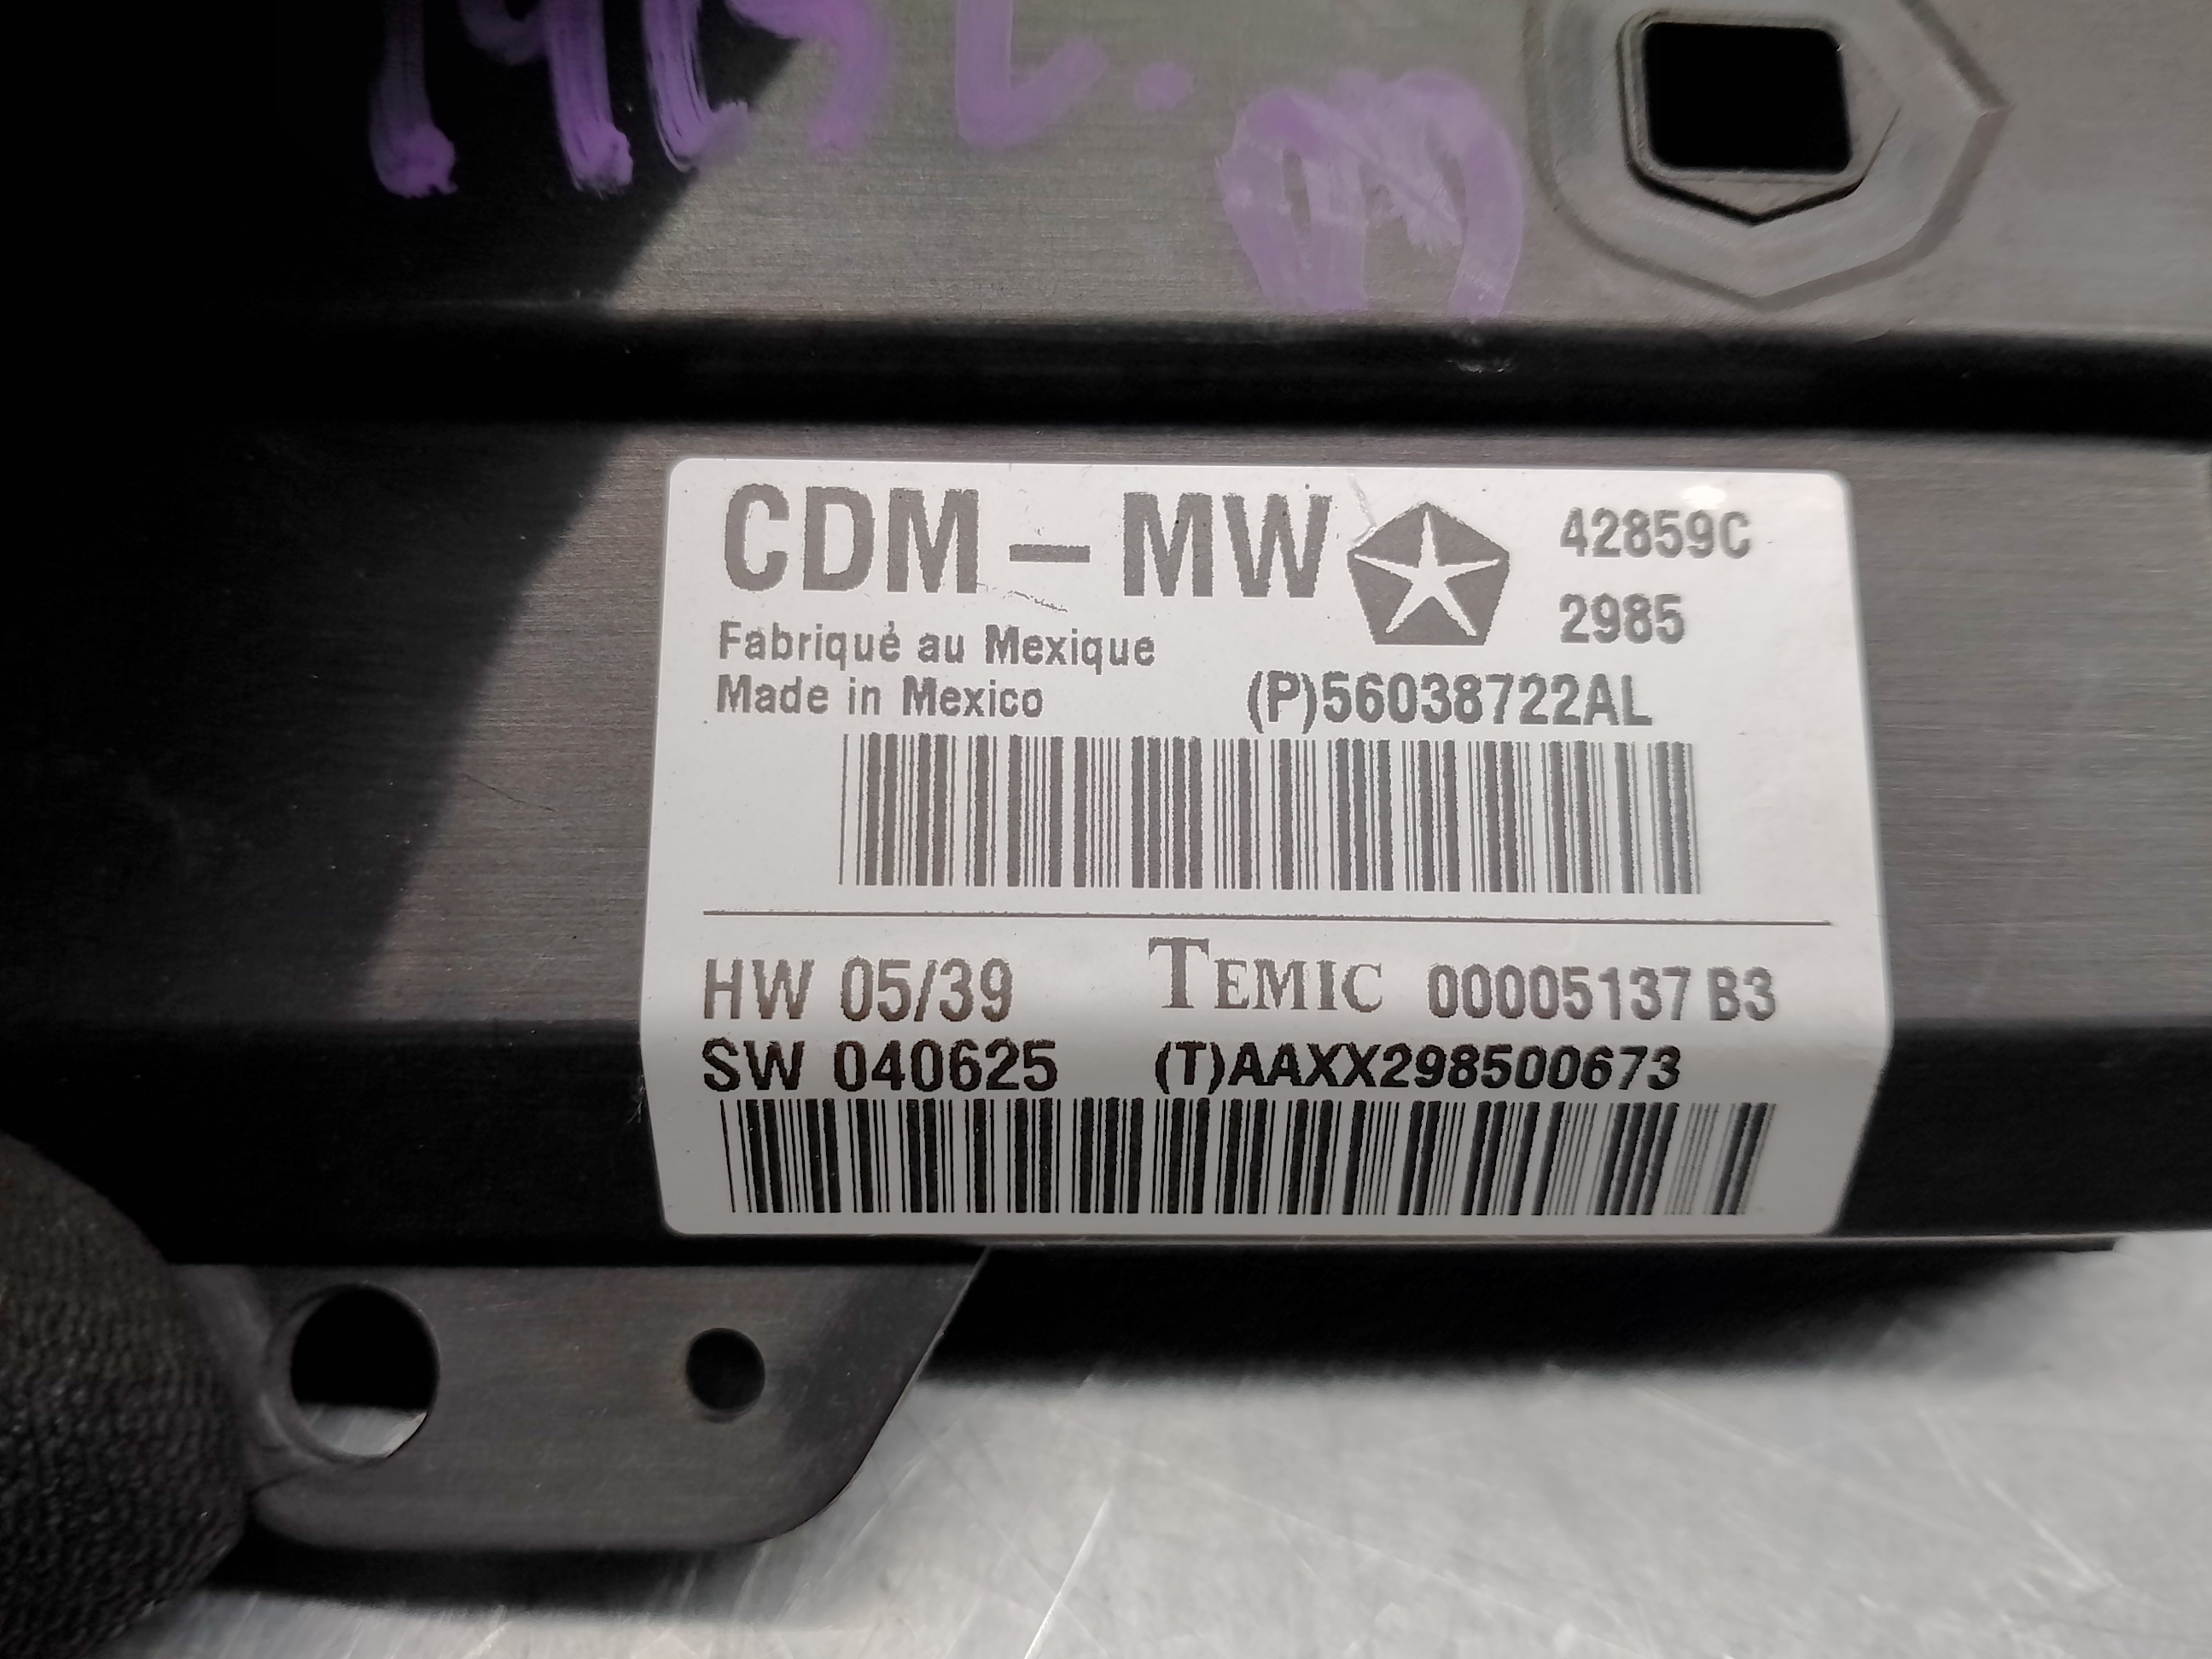 CDM – MW
42859C
2985
Fabriqué au Mexique
Made in Mexico
(P)56038722AL
HW 05/39
TEMIC 00005137 B3
SW 040625
(T)AAXX298500673